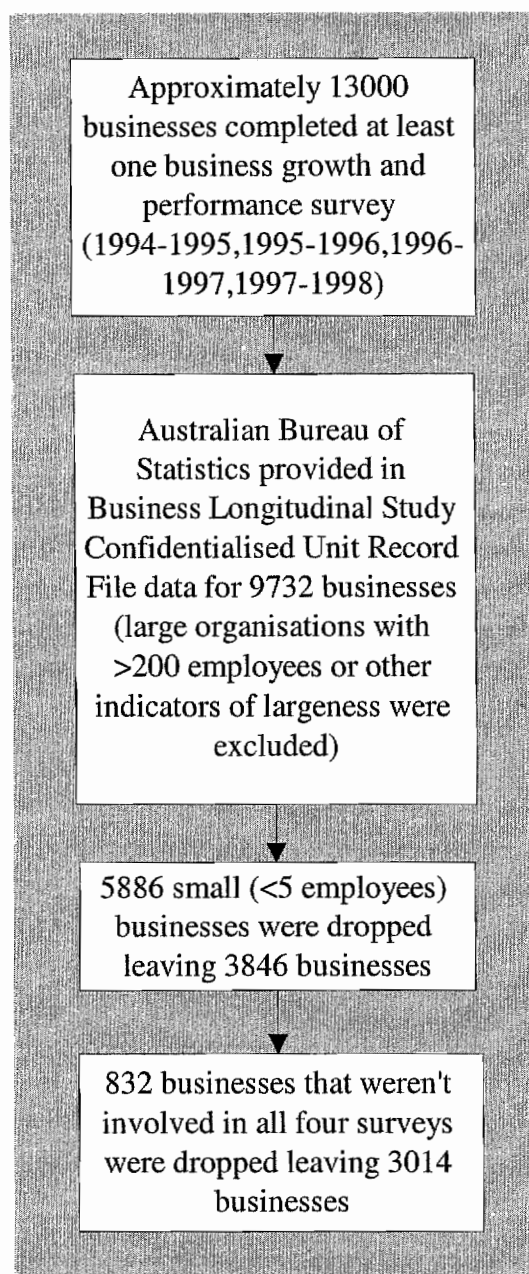 Approximately 13000
businesses completed at least
one business growth and
performance survey
(1994-1995,1995-1996,1996-
1997,1997-1998)
Australian Bureau of
Statistics provided in
Business Longitudinal Study
Confidentialised Unit Record
File data for 9732 businesses
(large organisations with
>200 employees or other
indicators of largeness were
excluded)
5886 small (<5 employees)
businesses were dropped
leaving 3846 businesses
832 businesses that weren't
involved in all four surveys
were dropped leaving 3014
businesses